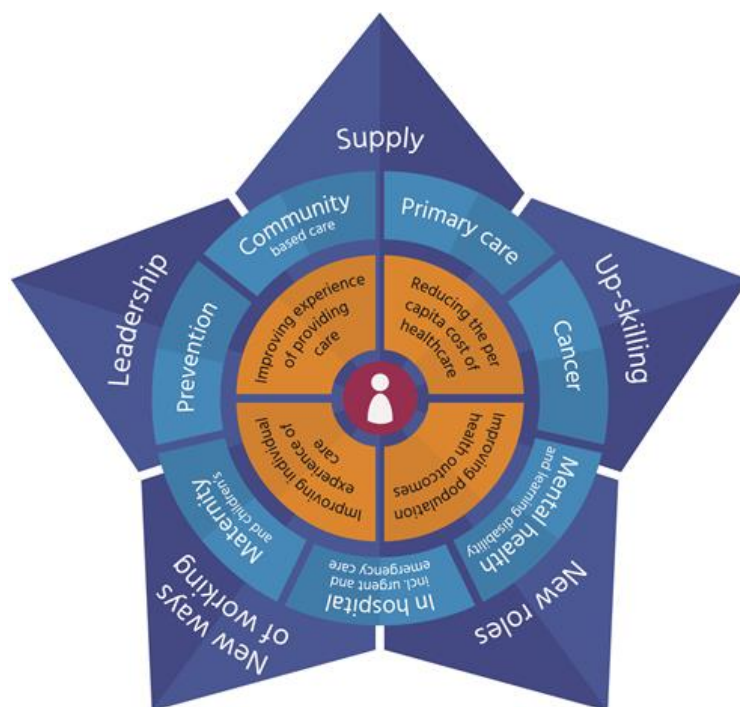 Supply
Up-skilling
New roles
New ways
of working
Leadership
Community
based care
Primary care
Cancer
Mental health
and learning disability
In hospital
incl. urgent and
emergency care
Maternity
and children's
Prevention
Improving experience
of providing
care
Reducing the per
capita cost of
healthcare
Improving population
health outcomes
Improving individual
experience of
care